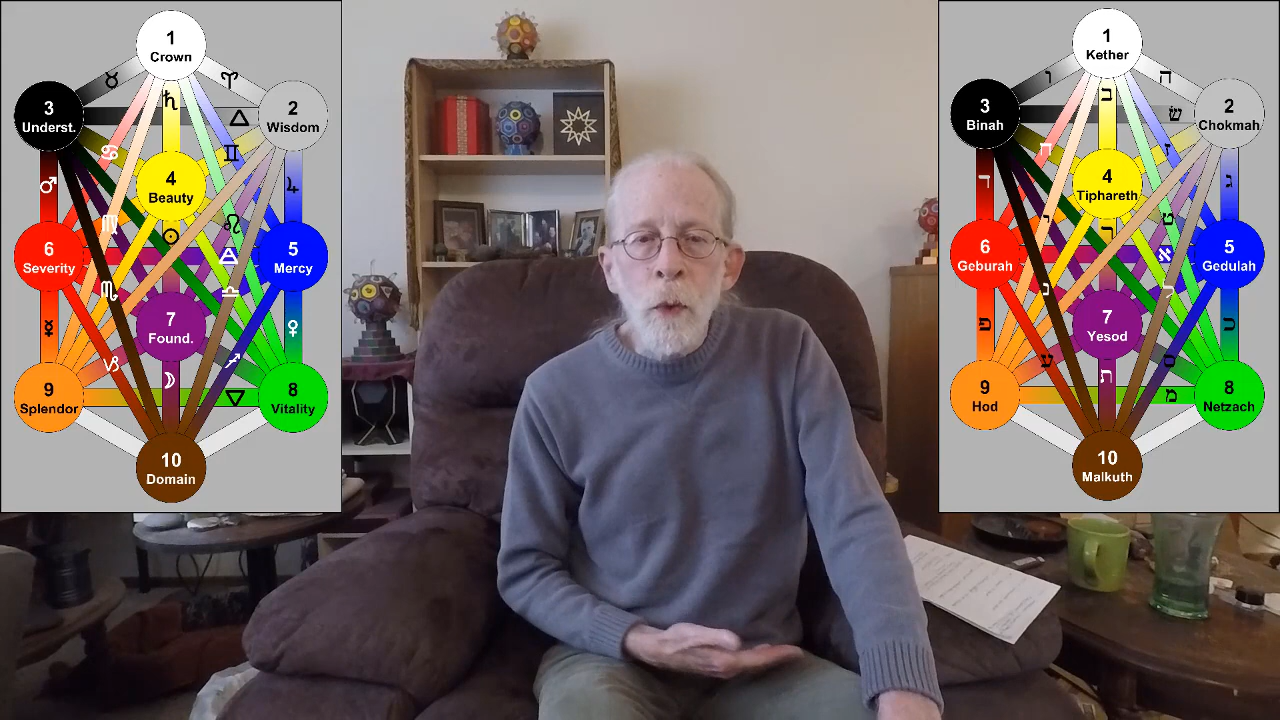 1
Crown
♉ ♈
♄
3
Underst.
△
2
Wisdom
♋ ♊
4
Beauty
♂ ♃
♍ ♌
☉
6
Severity
5
Mercy
♏ ♎
7
Found.
☿ ♀
♑ ♐
☽
9
Splendor
▽
8
Vitality
10
Domain
1
Kether
ו ה
ב
3
Binah
ש
2
Chokmah
ח ז
4
Tiphareth
ד ג
י ט
ר
6
Geburah
א
5
Gedulah
נ ל
7
Yesod
פ כ
ע ס
ת
9
Hod
מ
8
Netzach
10
Malkuth